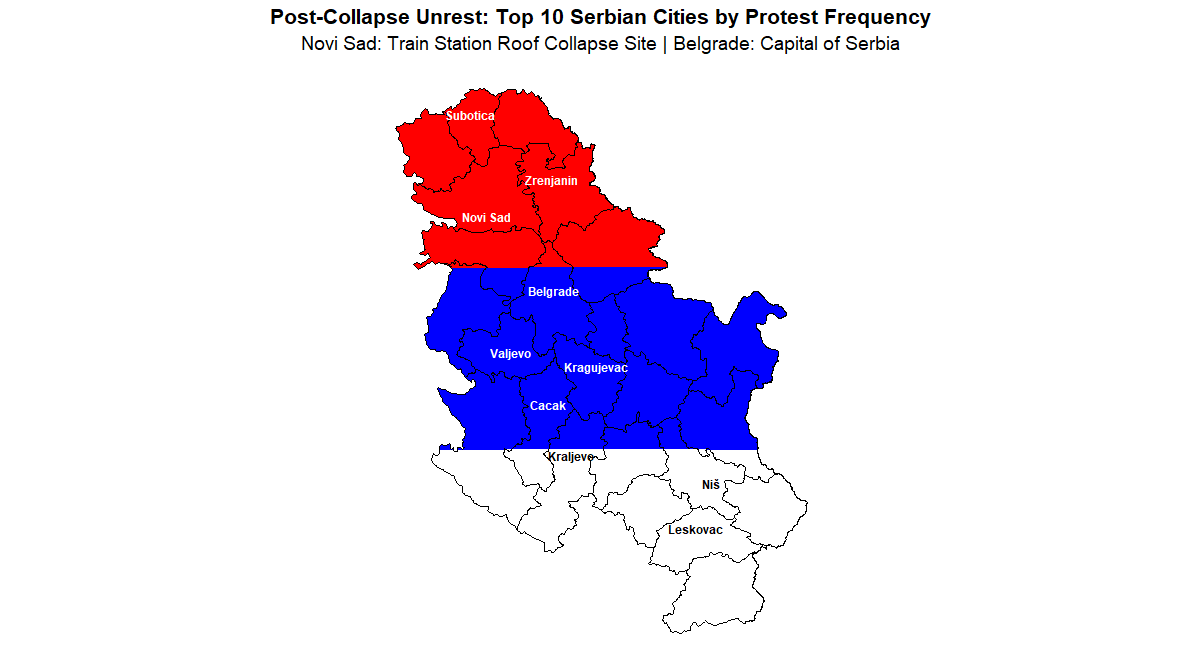 Post-Collapse Unrest: Top 10 Serbian Cities by Protest Frequency
Novi Sad: Train Station Roof Collapse Site | Belgrade: Capital of Serbia
Subotica
Zrenjanin
Novi Sad
Belgrade
Valjevo
Kragujevac
Cacak
Kraljevo
Niš
Leskovac